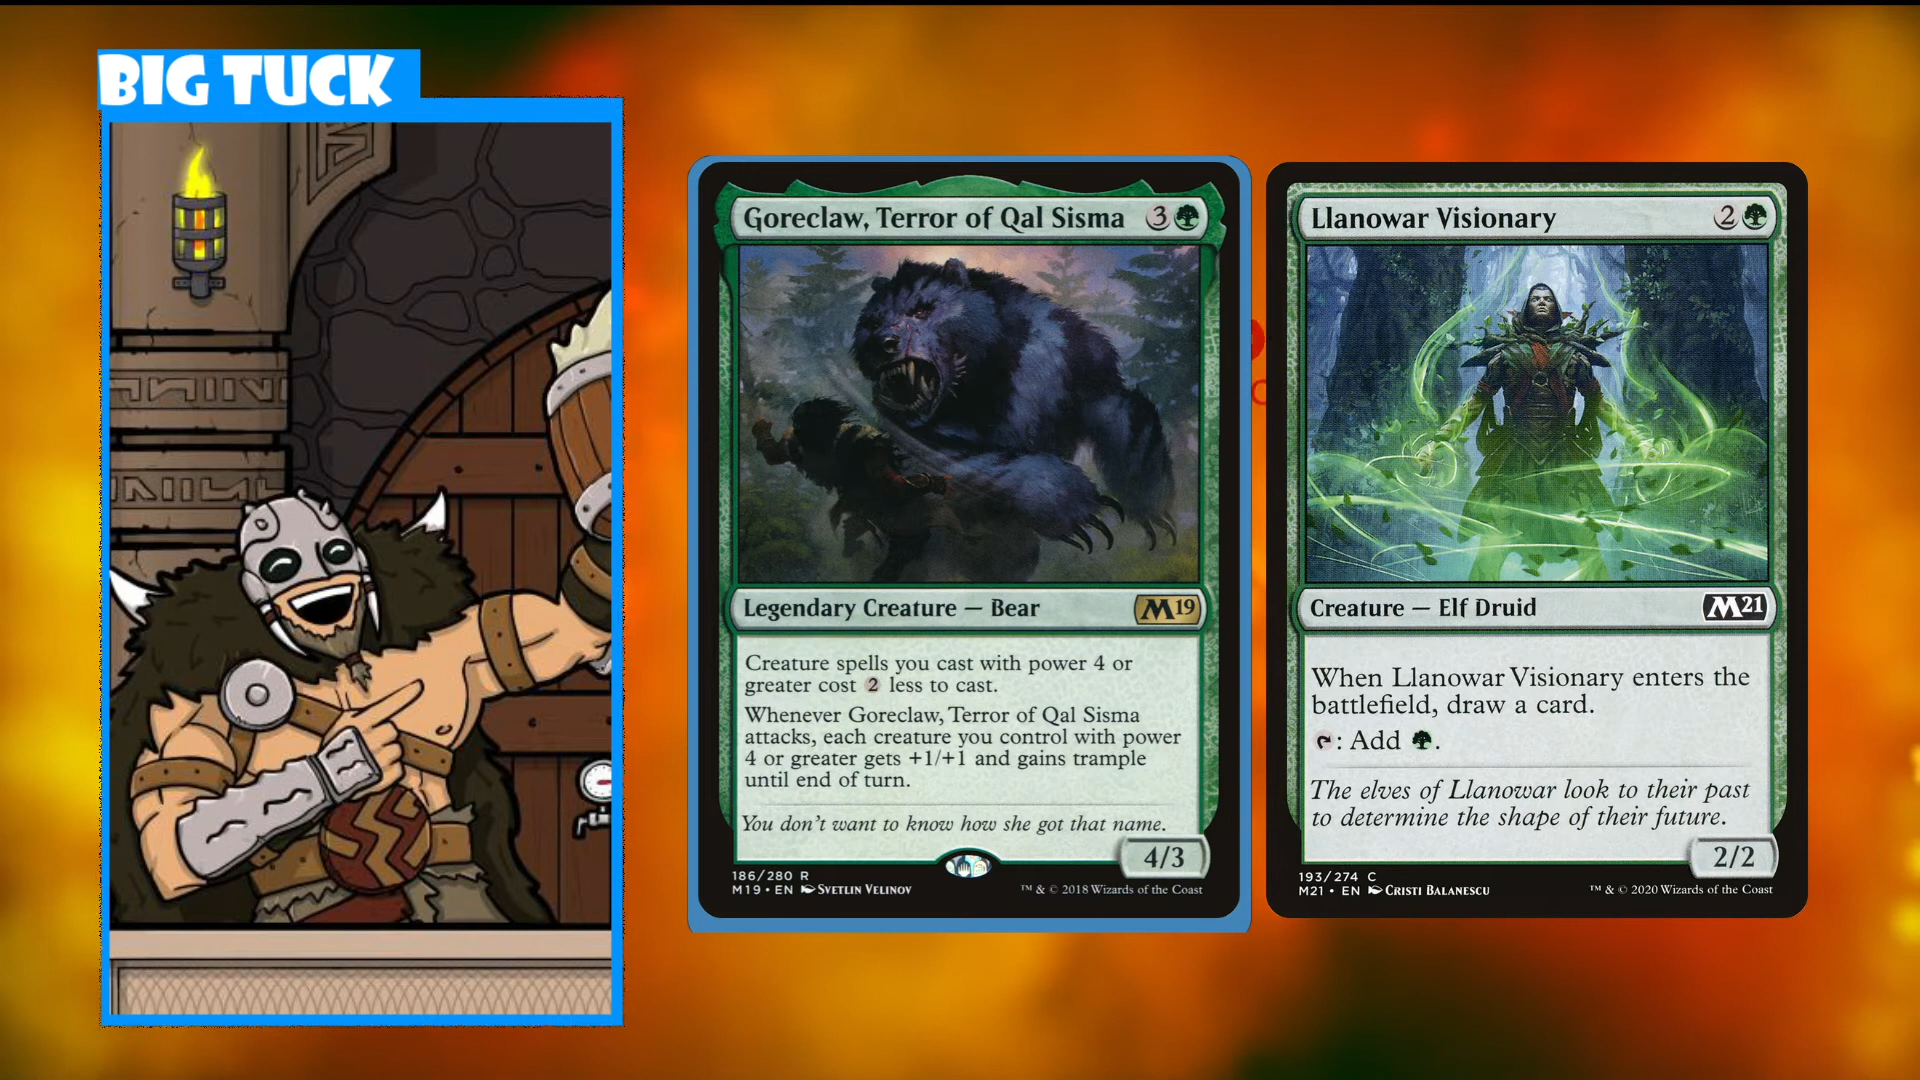 BIG TUCK
Goreclaw, Terror of Qal Sisma 3
Legendary Creature — Bear M19
Creature spells you cast with power 4 or
greater cost 2 less to cast.
Whenever Goreclaw, Terror of Qal Sisma
attacks, each creature you control with power
4 or greater gets +1/+1 and gains trample
until end of turn.
You don't want to know how she got that name.
4/3
186/280 R
M19 • EN Svetlin Velinov
™ & © 2018 Wizards of the Coast
Llanowar Visionary 2
Creature — Elf Druid M21
When Llanowar Visionary enters the
battlefield, draw a card.
: Add .
The elves of Llanowar look to their past
to determine the shape of their future.
2/2
193/274 C
M21 • EN Cristi Balanescu
™ & © 2020 Wizards of the Coast